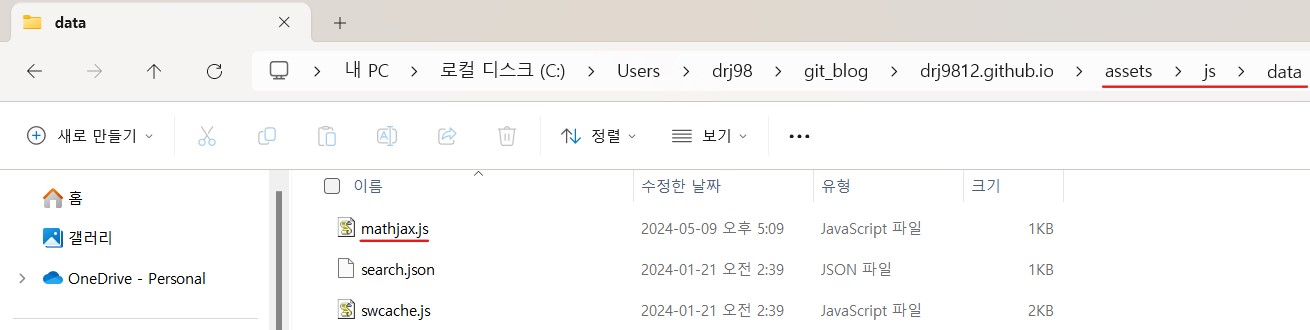 data
내 PC > 로컬 디스크 (C:) > Users > drj98 > git_blog > drj9812.github.io > assets > js > data
새로 만들기 정렬 보기
이름 수정한 날짜 유형 크기
홈
mathjax.js 2024-05-09 오후 5:09 JavaScript 파일 1KB
갤러리
search.json 2024-01-21 오전 2:39 JSON 파일 1KB
OneDrive - Personal
swcache.js 2024-01-21 오전 2:39 JavaScript 파일 2KB